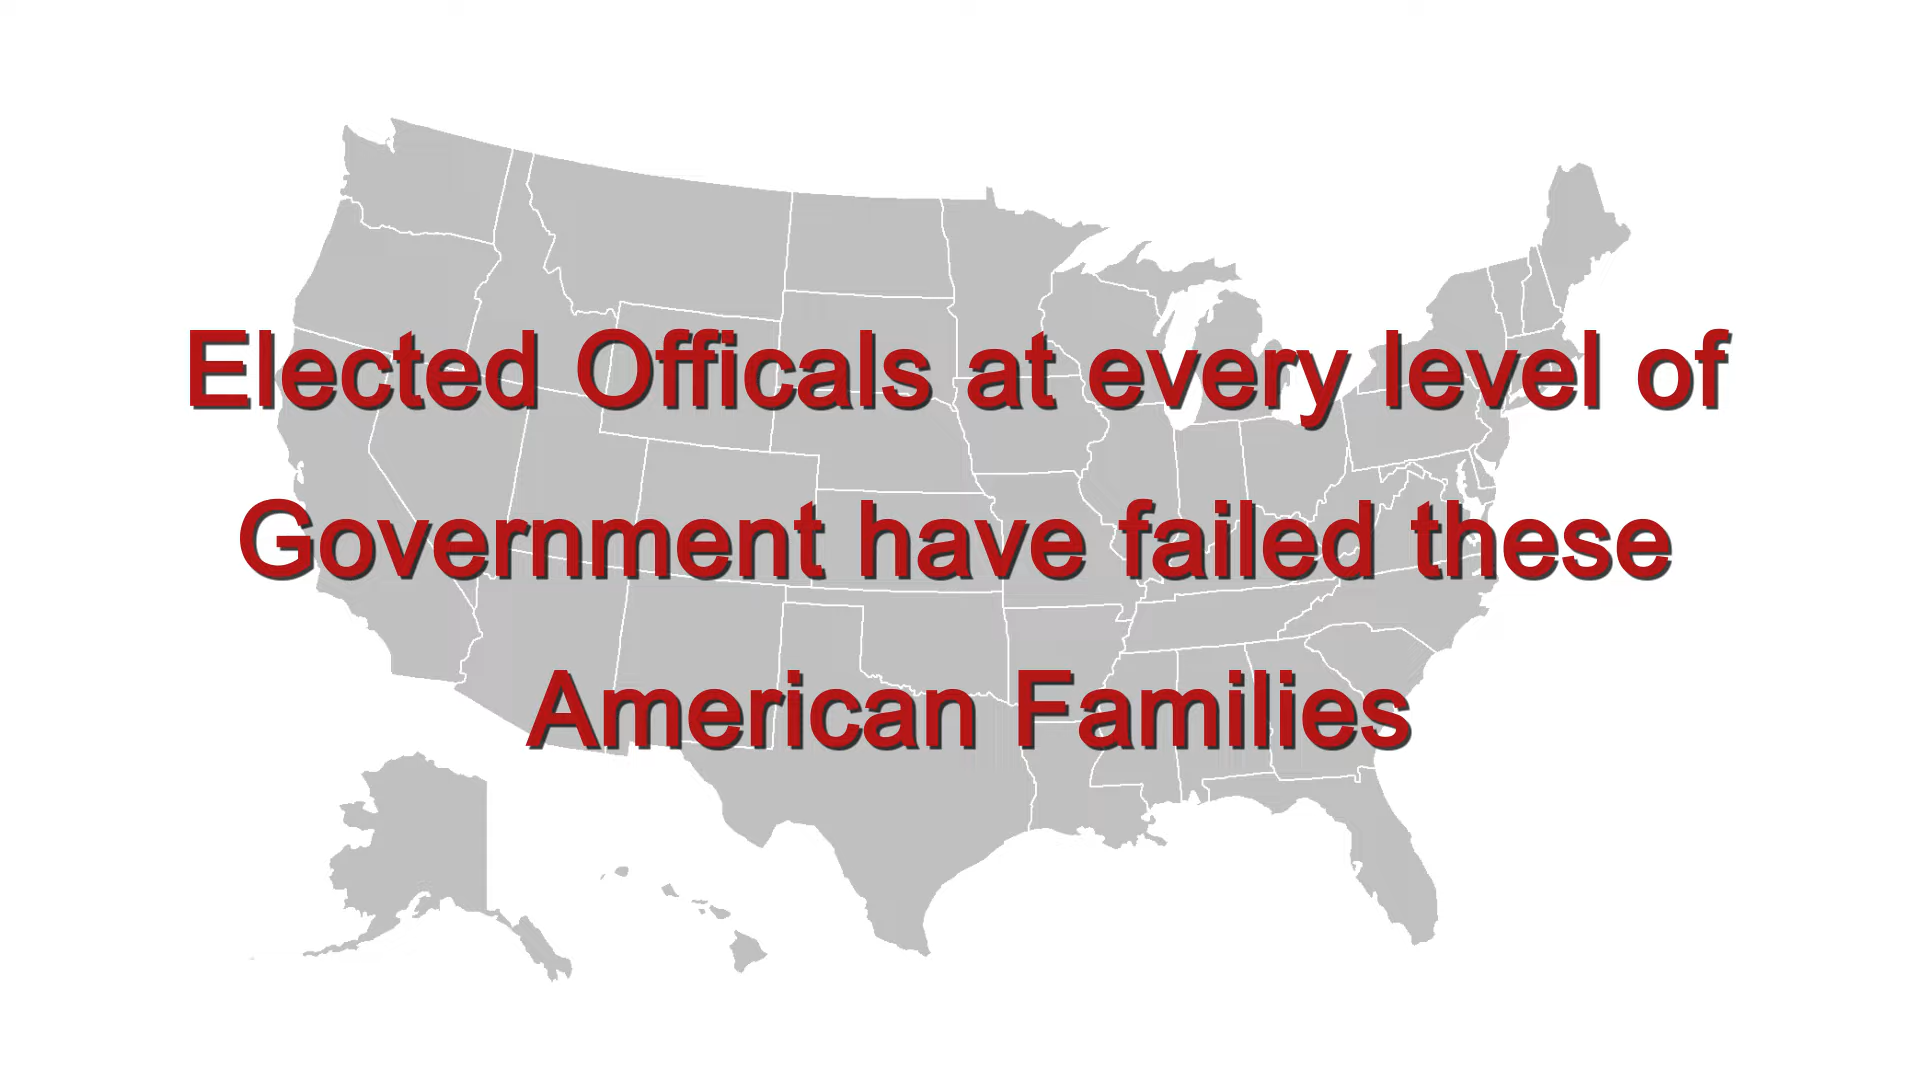 Elected Officals at every level of
Government have failed these
American Families